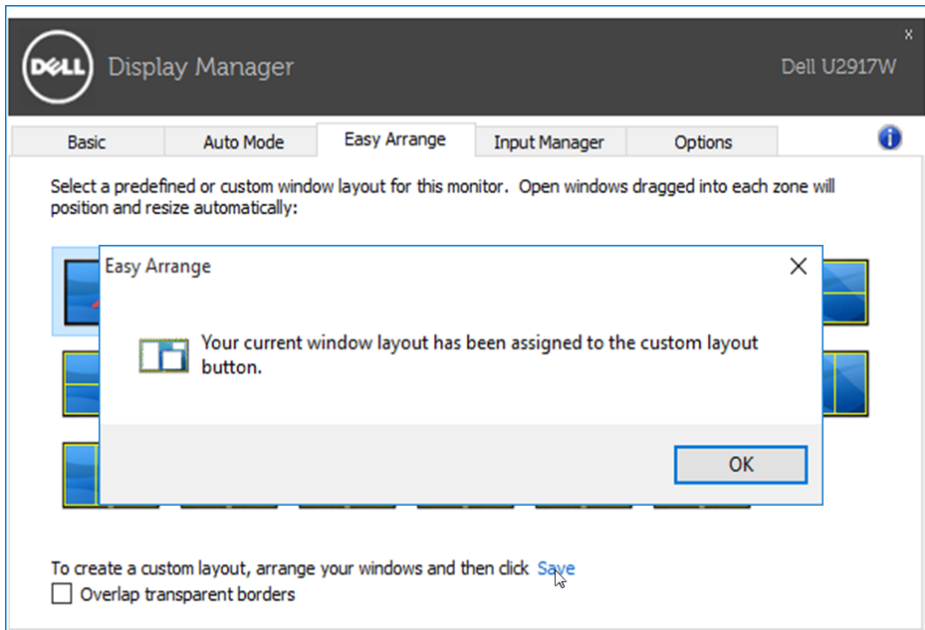 DELL
Display Manager
x
Dell U2917W
Basic
Auto Mode
Easy Arrange
Input Manager
Options
i
Select a predefined or custom window layout for this monitor. Open windows dragged into each zone will
position and resize automatically:
Easy Arrange
Your current window layout has been assigned to the custom layout
button.
OK
To create a custom layout, arrange your windows and then click Save
Overlap transparent borders